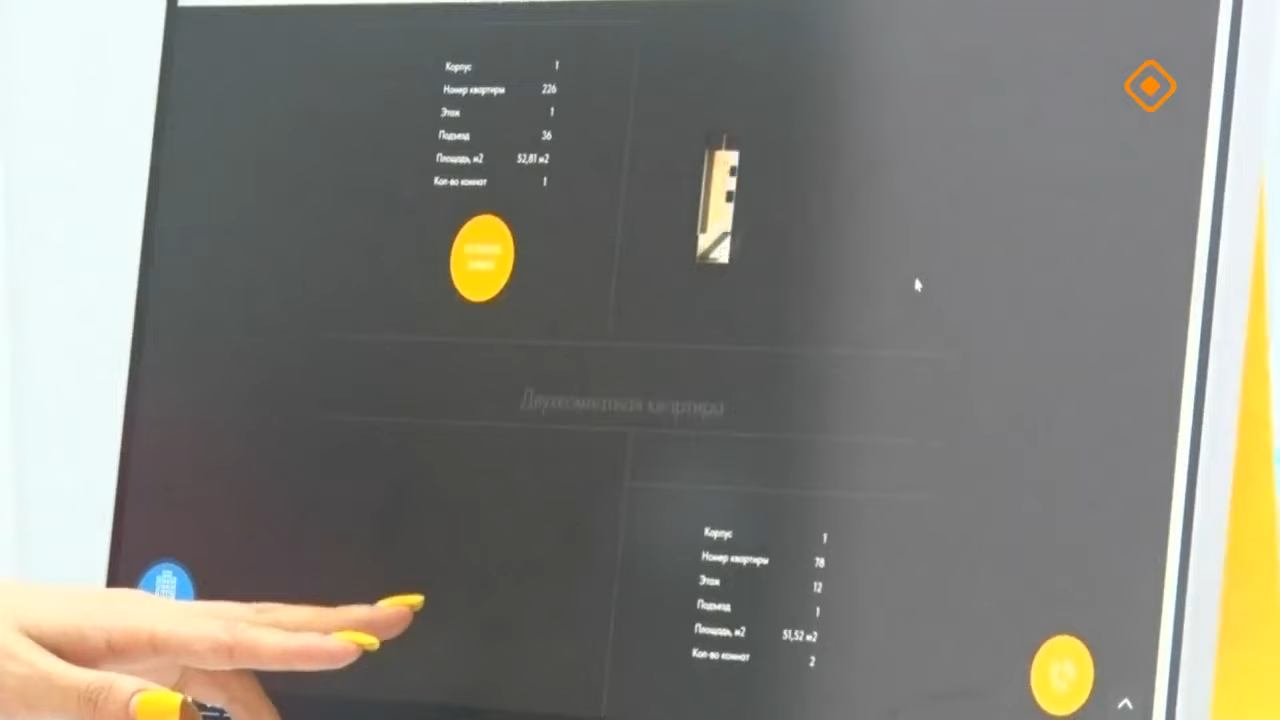 Корпус 1
Номер квартиры 226
Этаж 1
Подъезд 36
Площадь, м2 52,81 м2
Кол-во комнат 1
Двухкомнатная квартира
Корпус 1
Номер квартиры 78
Этаж 12
Подъезд 1
Площадь, м2 51,52 м2
Кол-во комнат 2